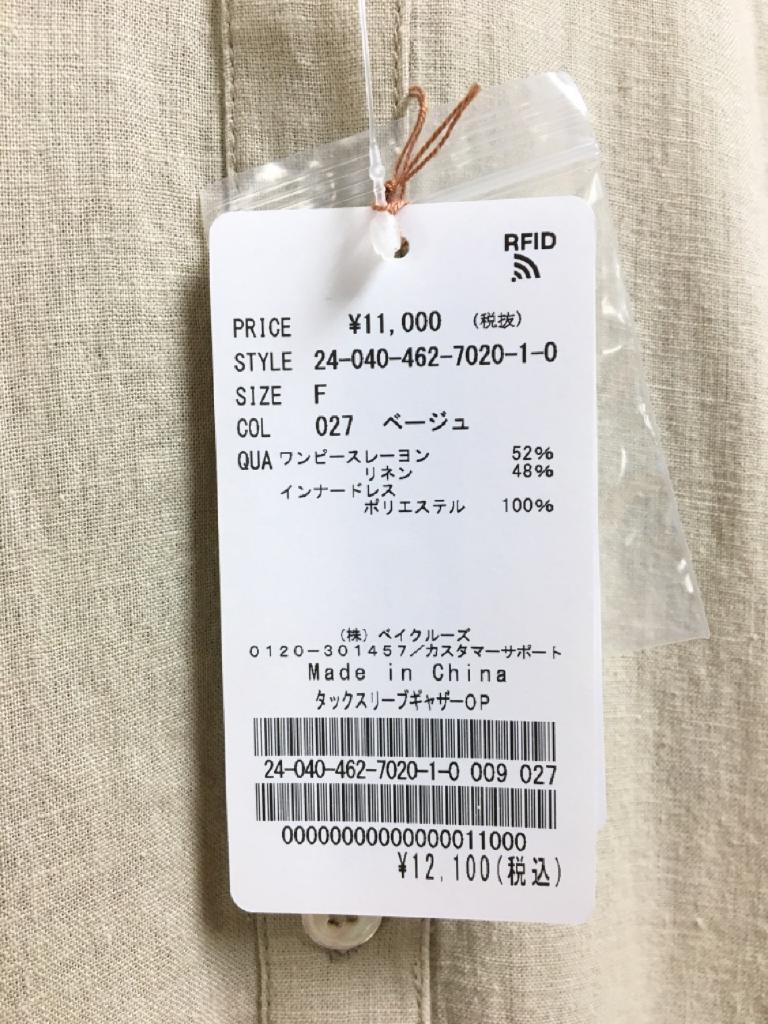 RFID
PRICE ¥11,000 (税抜)
STYLE 24-040-462-7020-1-0
SIZE F
COL 027 ベージュ
QUA ワンピースレーヨン 52%
リネン 48%
インナードレス
ポリエステル 100%
(株) ベイクルーズ
0120-301457/カスタマーサポート
Made in China
タックスリーブギャザーOP
24-040-462-7020-1-0 009 027
00000000000000011000
¥12,100(税込)